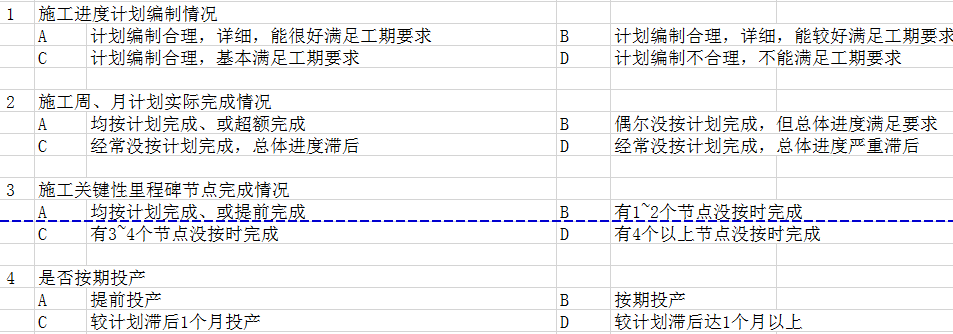 1 施工进度计划编制情况
A 计划编制合理，详细，能很好满足工期要求 B 计划编制合理，详细，能较好满足工期要求
C 计划编制合理，基本满足工期要求 D 计划编制不合理，不能满足工期要求
2 施工周、月计划实际完成情况
A 均按计划完成、或超额完成 B 偶尔没按计划完成，但总体进度满足要求
C 经常没按计划完成，总体进度滞后 D 经常没按计划完成，总体进度严重滞后
3 施工关键性里程碑节点完成情况
A 均按计划完成、或提前完成 B 有1~2个节点没按时完成
C 有3~4个节点没按时完成 D 有4个以上节点没按时完成
4 是否按期投产
A 提前投产 B 按期投产
C 较计划滞后1个月投产 D 较计划滞后达1个月以上